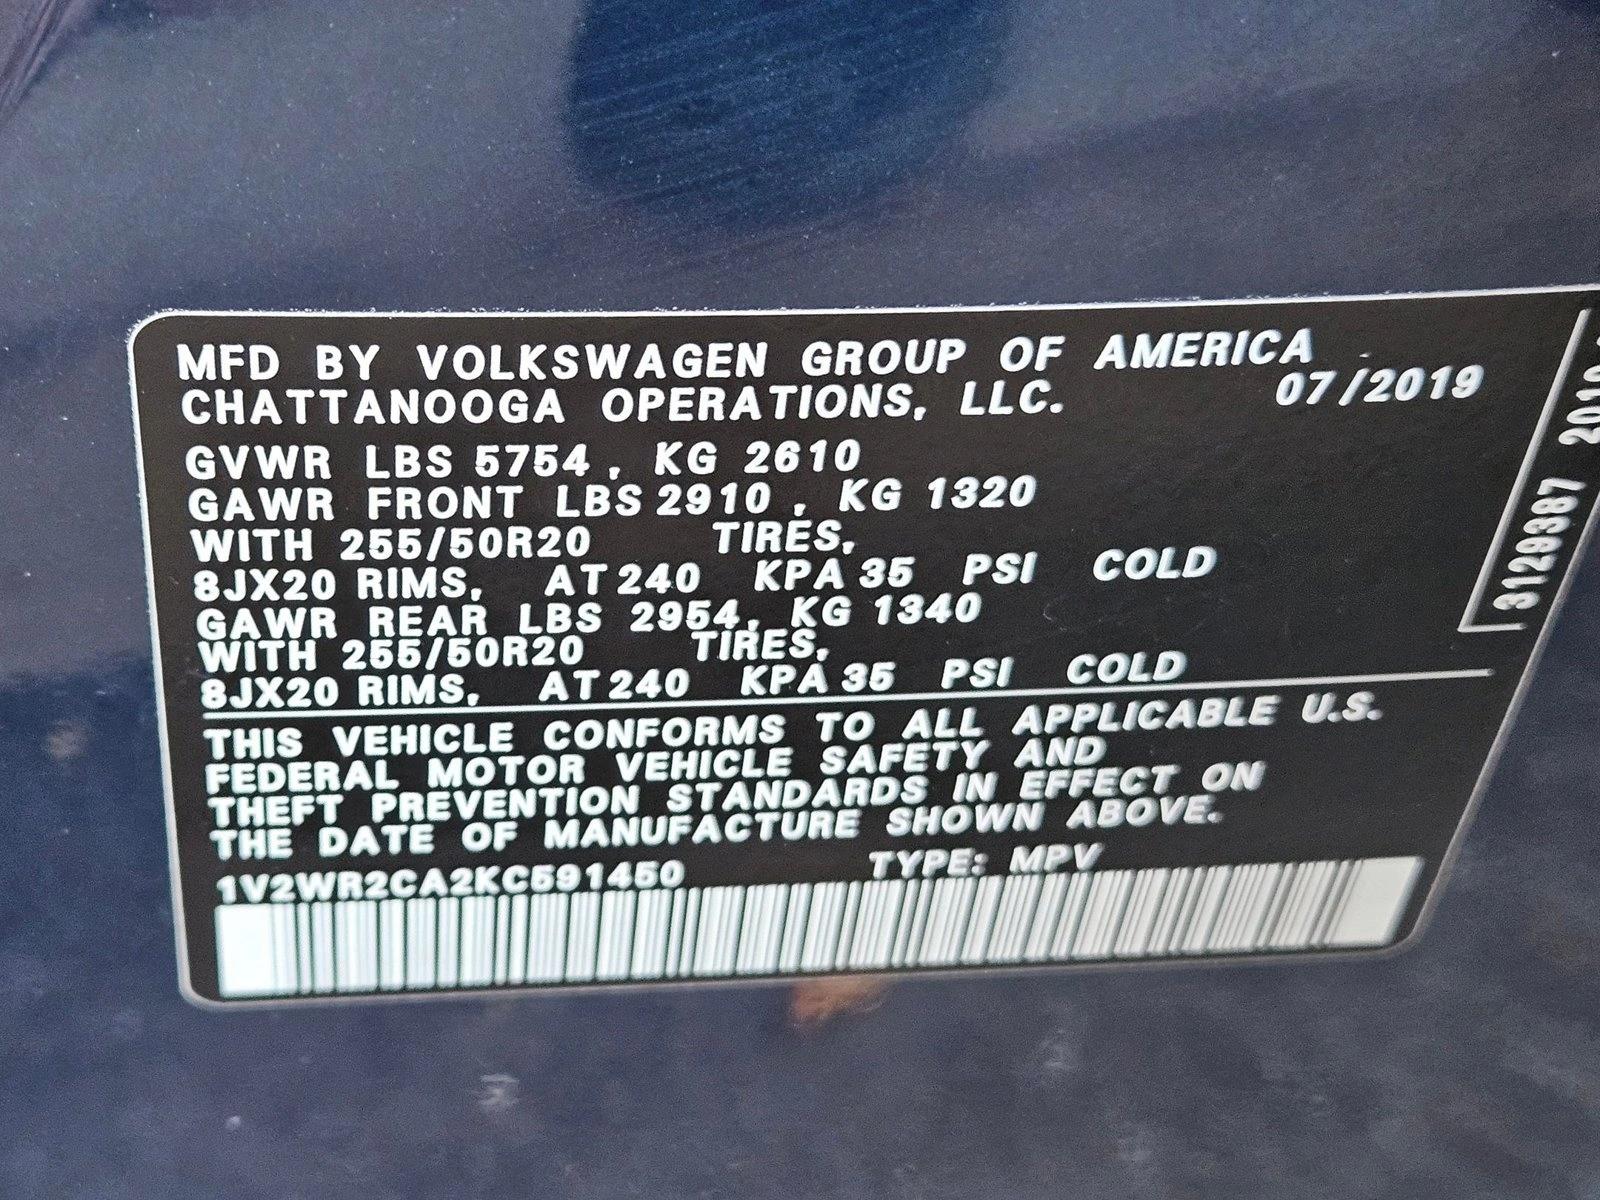 MFD BY VOLKSWAGEN GROUP OF AMERICA
CHATTANOOGA OPERATIONS, LLC. 07/2019
GVWR LBS 5754, KG 2610
GAWR FRONT LBS 2910, KG 1320
WITH 255/50R20 TIRES,
8JX20 RIMS, AT 240 KPA 35 PSI COLD
GAWR REAR LBS 2954, KG 1340
WITH 255/50R20 TIRES,
8JX20 RIMS, AT 240 KPA 35 PSI COLD
THIS VEHICLE CONFORMS TO ALL APPLICABLE U.S.
FEDERAL MOTOR VEHICLE SAFETY AND
THEFT PREVENTION STANDARDS IN EFFECT ON
THE DATE OF MANUFACTURE SHOWN ABOVE.
1V2WR2CA2KC591450 TYPE: MPV
3129387